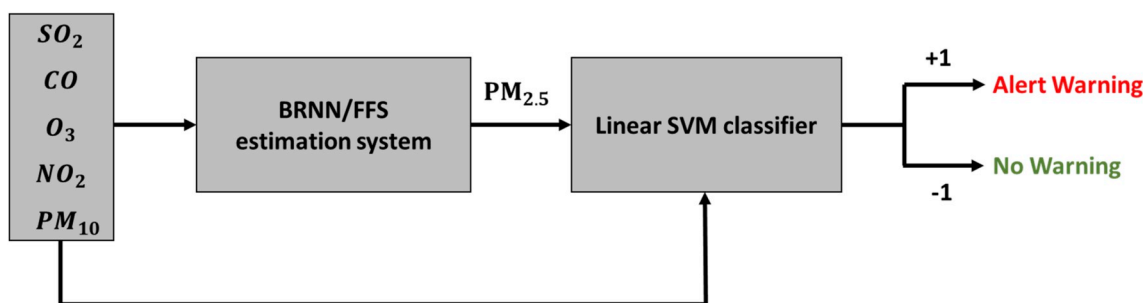 SO₂
CO
O₃
NO₂
PM₁₀
BRNN/FFS
estimation system
PM₂.₅
Linear SVM classifier
+1
Alert Warning
No Warning
-1